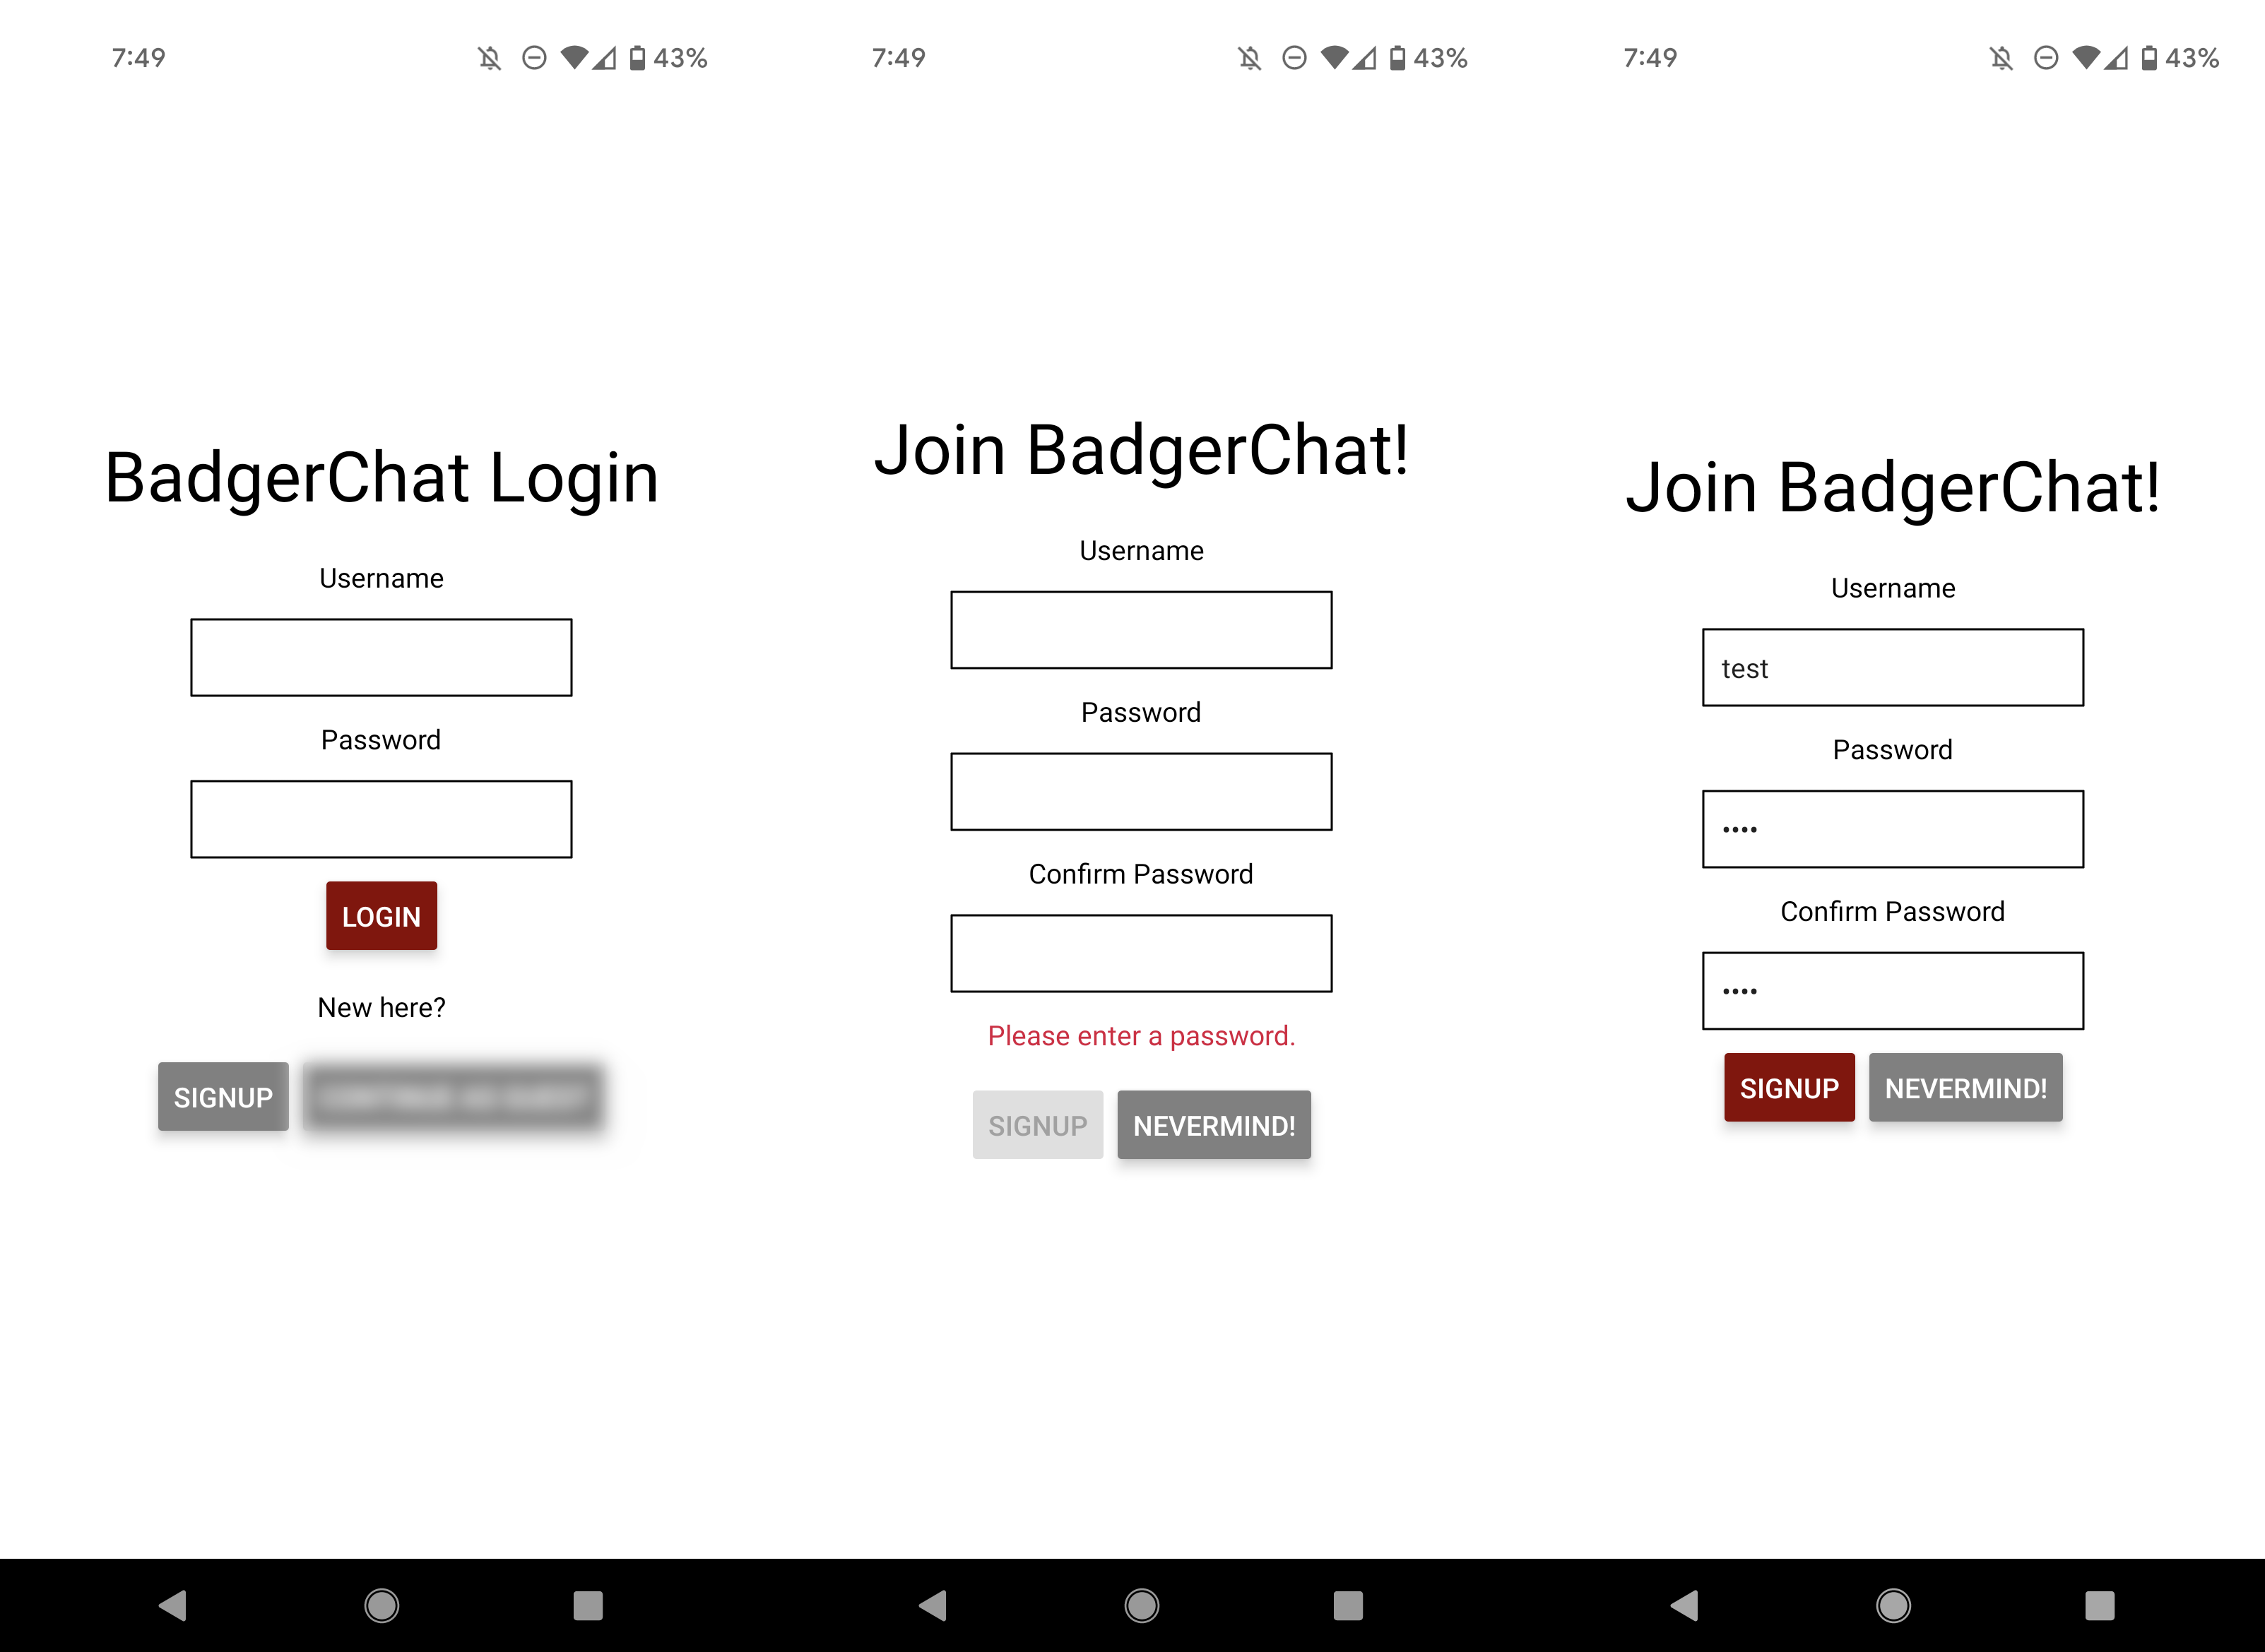 7:49
43%
BadgerChat Login
Username
Password
LOGIN
New here?
SIGNUP
7:49
43%
Join BadgerChat!
Username
Password
Confirm Password
Please enter a password.
SIGNUP NEVERMIND!
7:49
43%
Join BadgerChat!
Username
test
Password
••••
Confirm Password
••••
SIGNUP NEVERMIND!